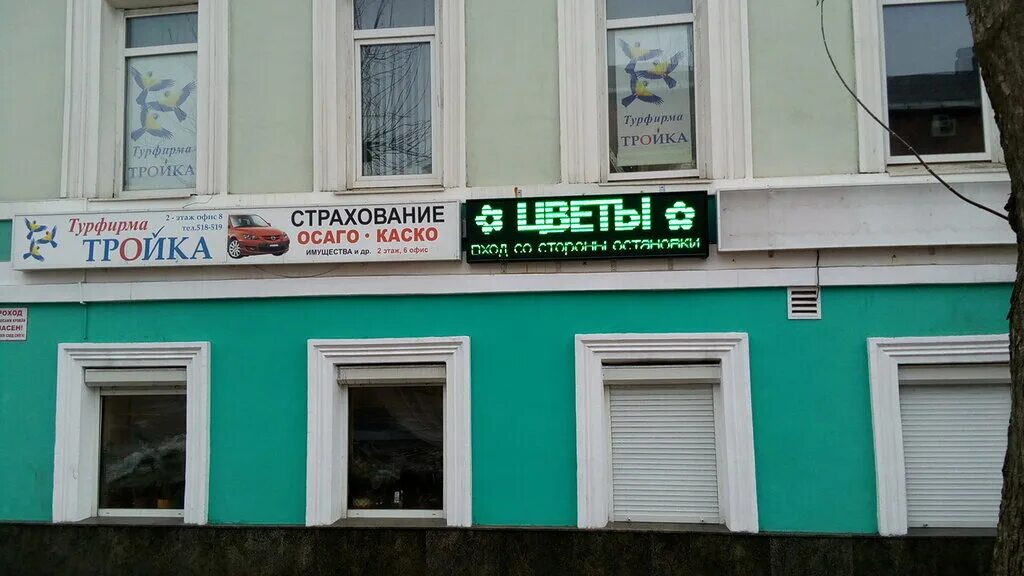 Турфирма
ТРОЙКА
Турфирма
ТРОЙКА
Турфирма
ТРОЙКА
2 - этаж офис 8
тел.518-519
СТРАХОВАНИЕ
ОСАГО · КАСКО
ИМУЩЕСТВА и др. 2 этаж, 6 офис
ЦВЕТЫ
вход со стороны остановки